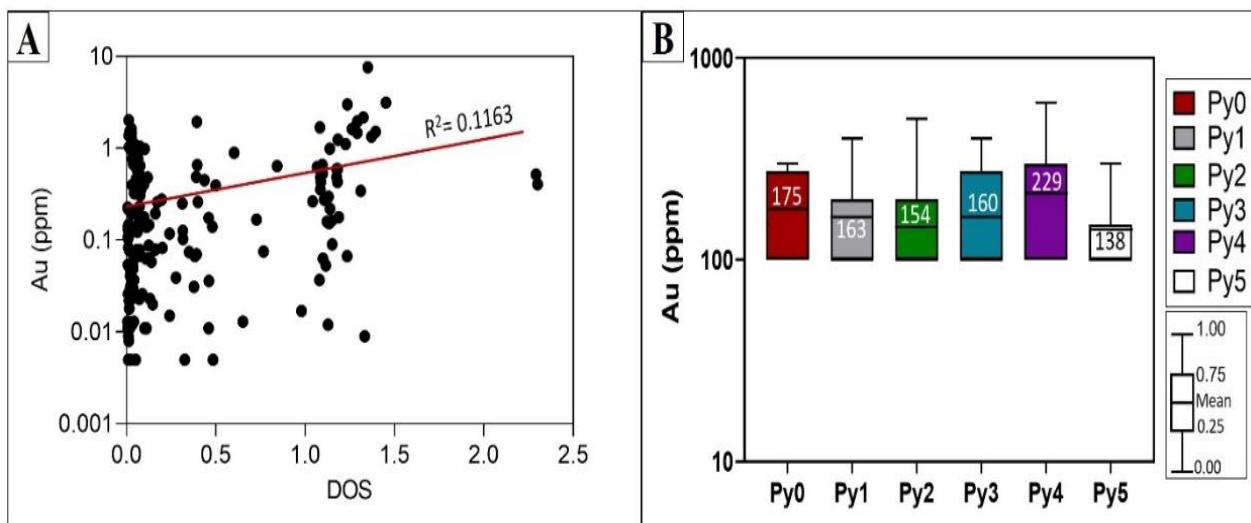 A
Au (ppm)
10
1
0.1
0.01
0.001
R²= 0.1163
0.0 0.5 1.0 1.5 2.0 2.5
DOS
B
Au (ppm)
1000
100
10
175
163
154
160
229
138
Py0 Py1 Py2 Py3 Py4 Py5
Py0
Py1
Py2
Py3
Py4
Py5
1.00
0.75
Mean
0.25
0.00